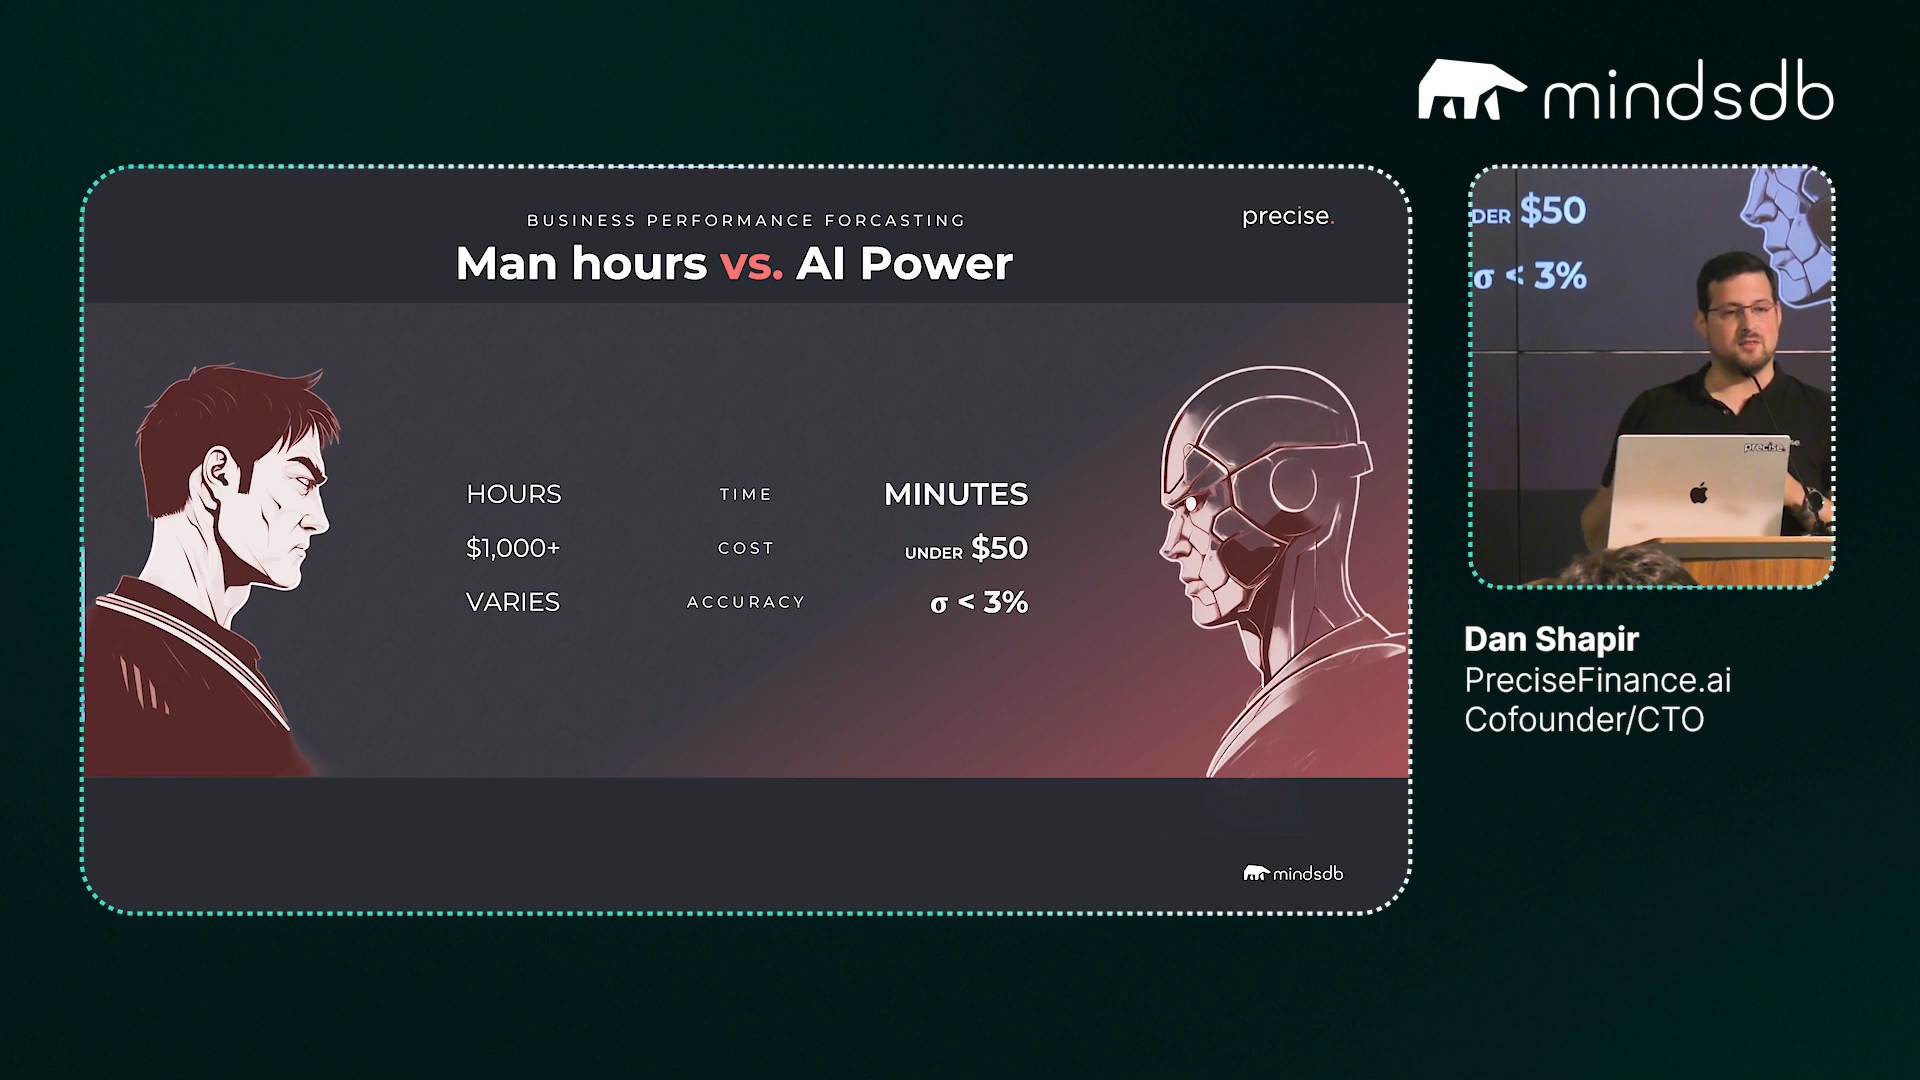 mindsdb
BUSINESS PERFORMANCE FORCASTING
Man hours vs. AI Power
precise.
HOURS TIME MINUTES
$1,000+ COST UNDER $50
VARIES ACCURACY σ < 3%
mindsdb
DER $50
σ < 3%
precise.
Dan Shapir
PreciseFinance.ai
Cofounder/CTO